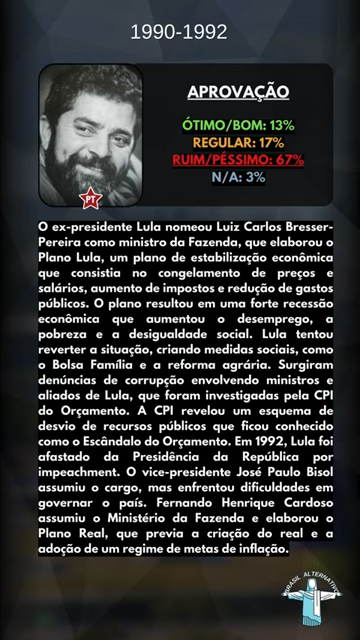 1990-1992
APROVAÇÃO
ÓTIMO/BOM: 13%
REGULAR: 17%
RUIM/PÉSSIMO: 67%
N/A: 3%
PT
O ex-presidente Lula nomeou Luiz Carlos Bresser-
Pereira como ministro da Fazenda, que elaborou o
Plano Lula, um plano de estabilização econômica
que consistia no congelamento de preços e
salários, aumento de impostos e redução de gastos
públicos. O plano resultou em uma forte recessão
econômica que aumentou o desemprego, a
pobreza e a desigualdade social. Lula tentou
reverter a situação, criando medidas sociais, como
o Bolsa Família e a reforma agrária. Surgiram
denúncias de corrupção envolvendo ministros e
aliados de Lula, que foram investigadas pela CPI
do Orçamento. A CPI revelou um esquema de
desvio de recursos públicos que ficou conhecido
como o Escândalo do Orçamento. Em 1992, Lula foi
afastado da Presidência da República por
impeachment. O vice-presidente José Paulo Bisol
assumiu o cargo, mas enfrentou dificuldades em
governar o país. Fernando Henrique Cardoso
assumiu o Ministério da Fazenda e elaborou o
Plano Real, que previa a criação do real e a
adoção de um regime de metas de inflação.
BRASIL ALTERNATIVO